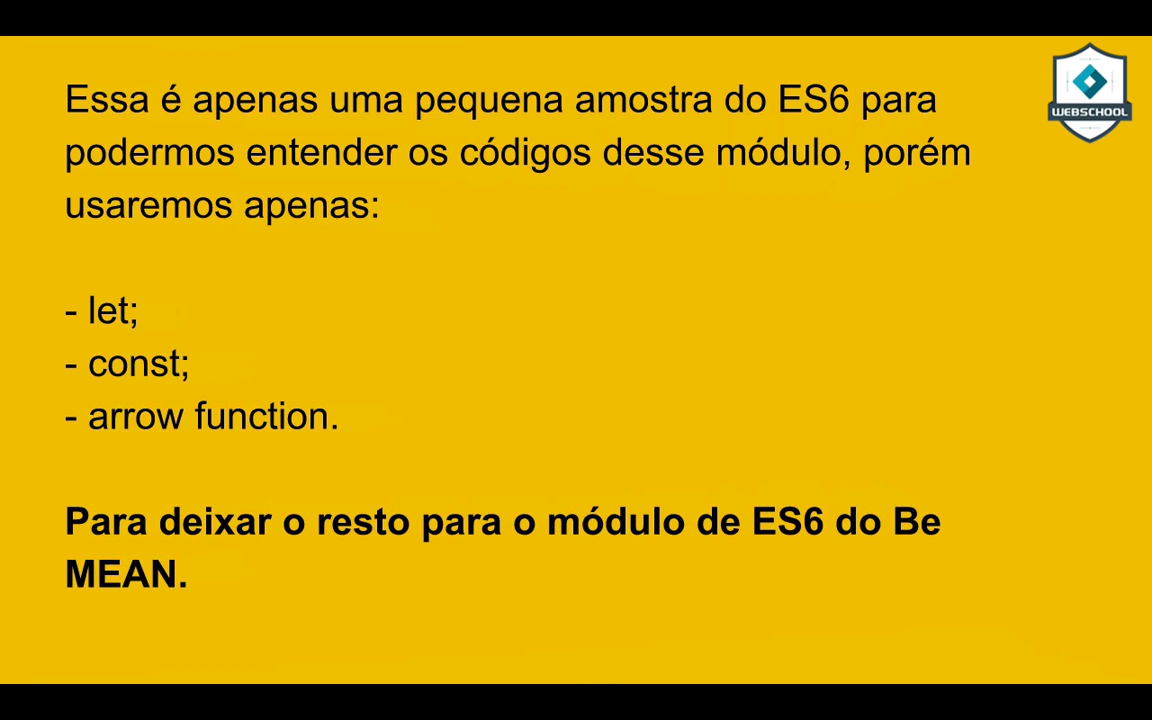 Essa é apenas uma pequena amostra do ES6 para
podermos entender os códigos desse módulo, porém
usaremos apenas:
- let;
- const;
- arrow function.
Para deixar o resto para o módulo de ES6 do Be
MEAN.
WEBSCHOOL